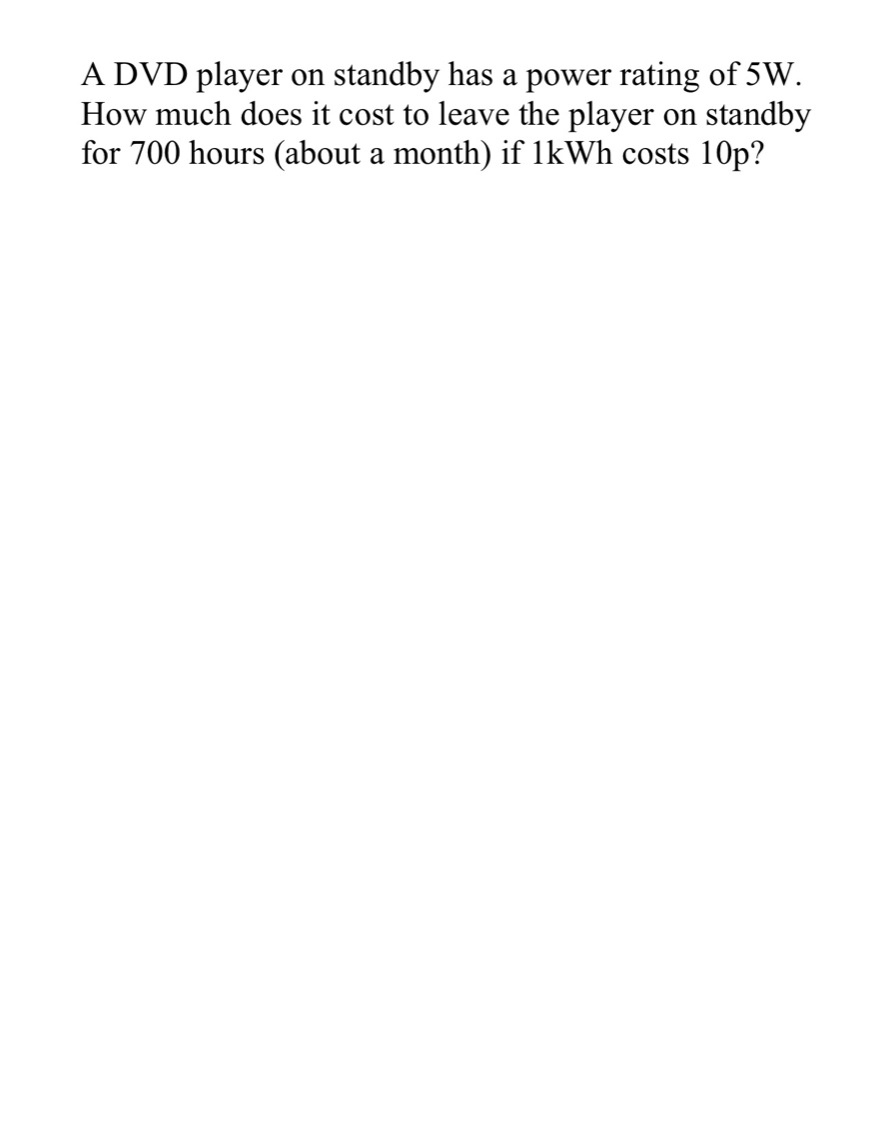 A DVD player on standby has a power rating of 5W.
How much does it cost to leave the player on standby
for 700 hours (about a month) if 1kWh costs 10p?